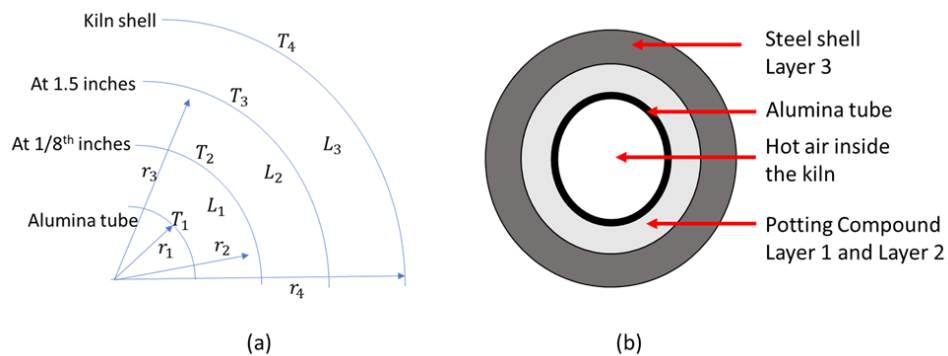 Kiln shell
T₄
At 1.5 inches
T₃
At 1/8ᵗʰ inches
T₂
L₃
L₂
r₃
Alumina tube
T₁
L₁
r₁
r₂
r₄
(a)
Steel shell
Layer 3
Alumina tube
Hot air inside
the kiln
Potting Compound
Layer 1 and Layer 2
(b)